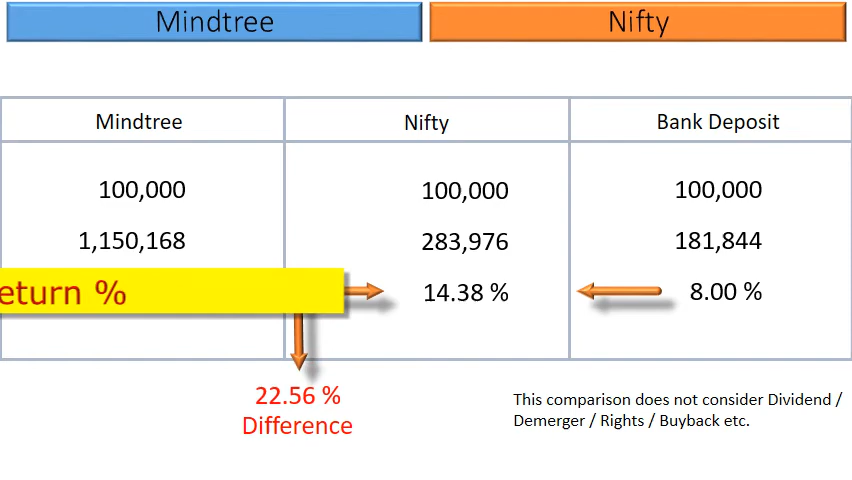 Mindtree Nifty
Mindtree Nifty Bank Deposit
100,000 100,000 100,000
1,150,168 283,976 181,844
eturn % 14.38 % 8.00 %
22.56 %
Difference
This comparison does not consider Dividend /
Demerger / Rights / Buyback etc.